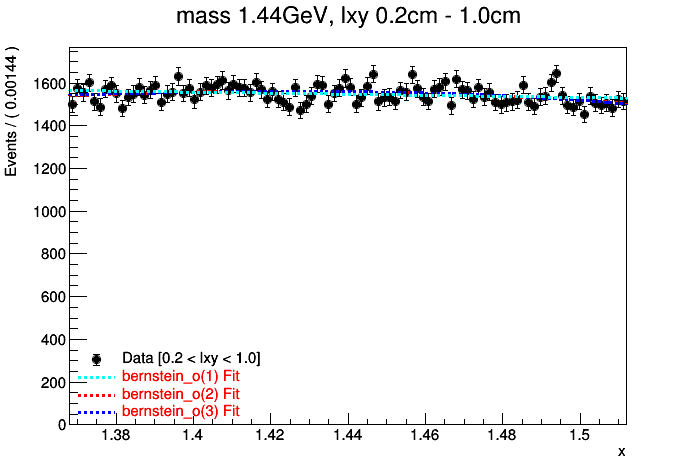 mass 1.44GeV, lxy 0.2cm - 1.0cm
Events / ( 0.00144 )
1600
1400
1200
1000
800
600
400
200
0
Data [0.2 < lxy < 1.0]
bernstein_o(1) Fit
bernstein_o(2) Fit
bernstein_o(3) Fit
1.38 1.4 1.42 1.44 1.46 1.48 1.5
x